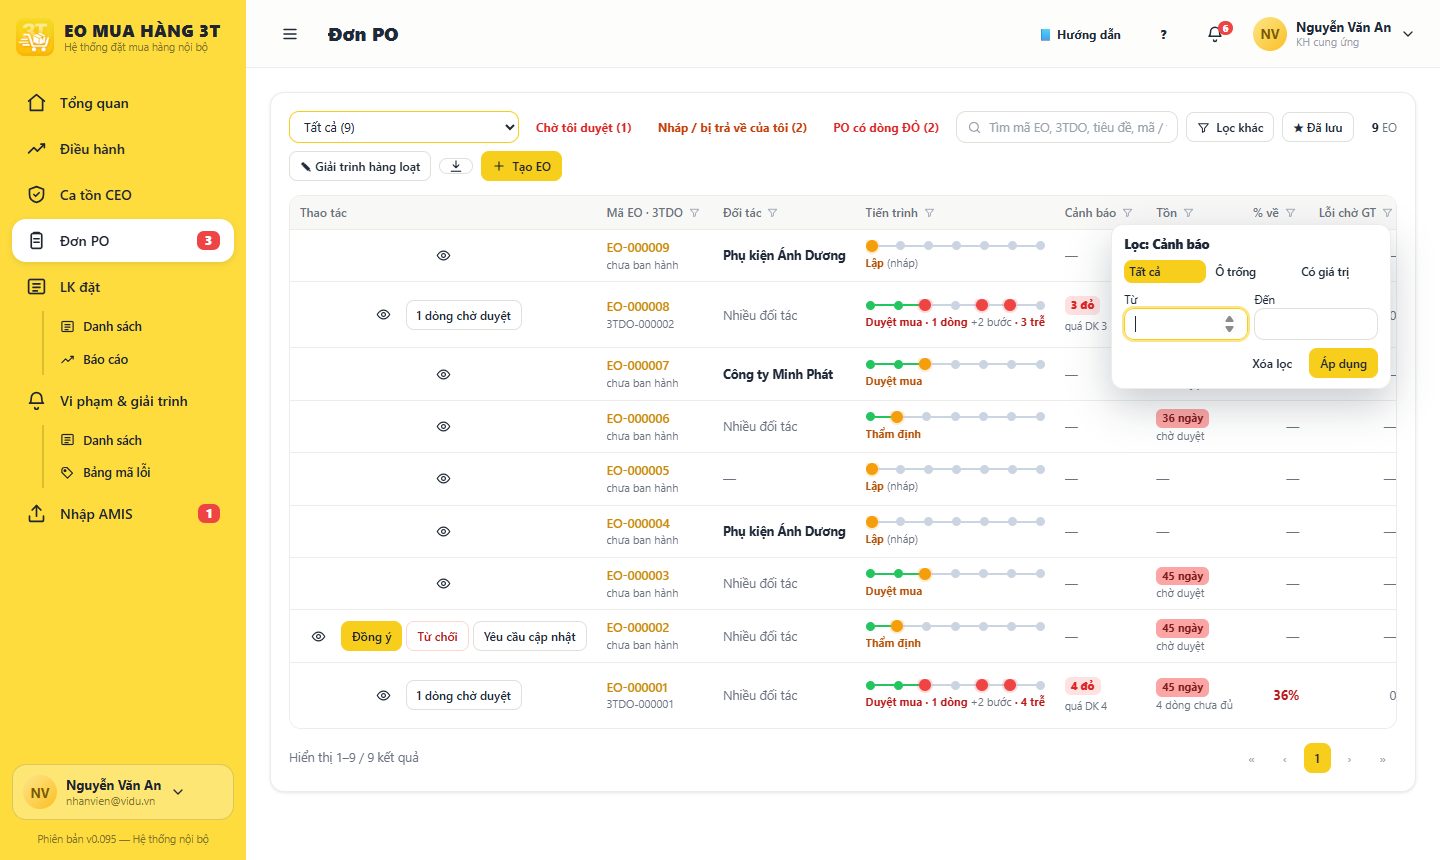 EO MUA HÀNG 3T
Hệ thống đặt mua hàng nội bộ
Tổng quan
Điều hành
Ca tồn CEO
Đơn PO
3
LK đặt
Danh sách
Báo cáo
Vi phạm & giải trình
Danh sách
Bảng mã lỗi
Nhập AMIS
1
NV
Nguyễn Văn An
nhanvien@vidu.vn
Phiên bản v0.095 — Hệ thống nội bộ
Đơn PO
Hướng dẫn
?
6
NV
Nguyễn Văn An
KH cung ứng
Tất cả (9)
Chờ tôi duyệt (1)
Nháp / bị trả về của tôi (2)
PO có dòng ĐỎ (2)
Tìm mã EO, 3TDO, tiêu đề, mã /
Lọc khác
★ Đã lưu
9 EO
Giải trình hàng loạt
Tạo EO
Thao tác
Mã EO · 3TDO
Đối tác
Tiến trình
Cảnh báo
Tồn
% về
Lỗi chờ GT
EO-000009
chưa ban hành
Phụ kiện Ánh Dương
Lập (nháp)
—
1 dòng chờ duyệt
EO-000008
3TDO-000002
Nhiều đối tác
Duyệt mua · 1 dòng +2 bước · 3 trễ
3 đỏ
quá DK 3
0
EO-000007
chưa ban hành
Công ty Minh Phát
Duyệt mua
—
EO-000006
chưa ban hành
Nhiều đối tác
Thẩm định
—
36 ngày
chờ duyệt
—
—
EO-000005
chưa ban hành
—
Lập (nháp)
—
—
—
—
EO-000004
chưa ban hành
Phụ kiện Ánh Dương
Lập (nháp)
—
—
—
—
EO-000003
chưa ban hành
Nhiều đối tác
Duyệt mua
—
45 ngày
chờ duyệt
—
—
Đồng ý
Từ chối
Yêu cầu cập nhật
EO-000002
chưa ban hành
Nhiều đối tác
Thẩm định
—
45 ngày
chờ duyệt
—
—
1 dòng chờ duyệt
EO-000001
3TDO-000001
Nhiều đối tác
Duyệt mua · 1 dòng +2 bước · 4 trễ
4 đỏ
quá DK 4
45 ngày
4 dòng chưa đủ
36%
0
Lọc: Cảnh báo
Tất cả
Ô trống
Có giá trị
Từ
Đến
Xóa lọc
Áp dụng
Hiển thị 1–9 / 9 kết quả
«
‹
1
›
»